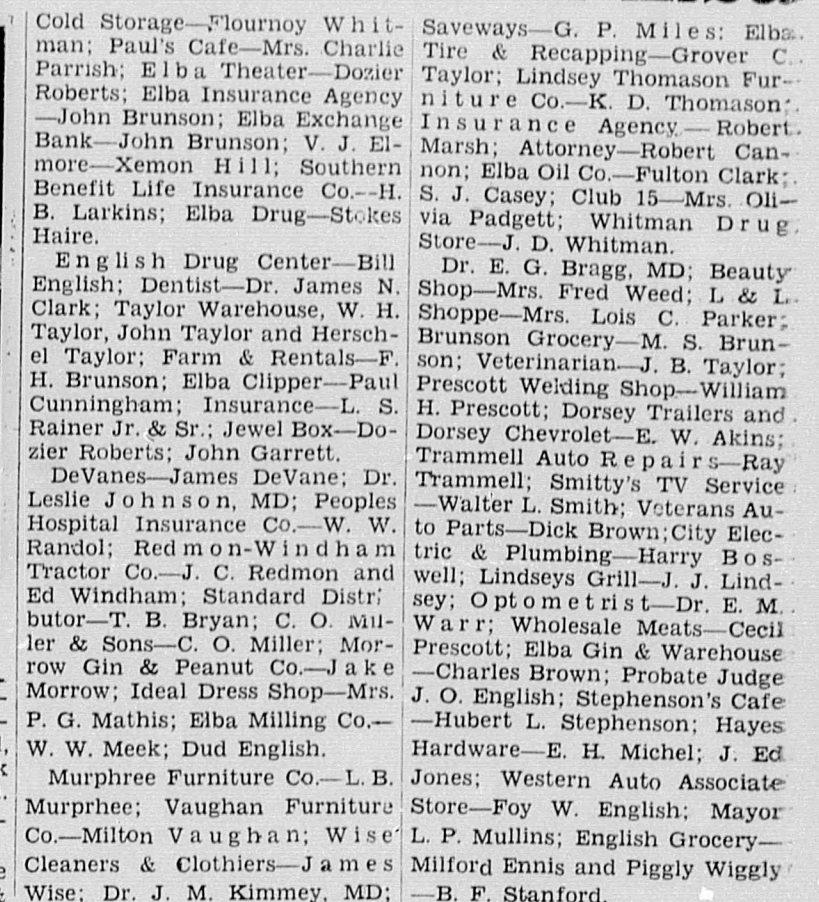 Cold Storage—Flournoy Whit-
man; Paul's Cafe—Mrs. Charlie
Parrish; Elba Theater—Dozier
Roberts; Elba Insurance Agency
—John Brunson; Elba Exchange
Bank—John Brunson; V. J. El-
more—Xemon Hill; Southern
Benefit Life Insurance Co.--H.
B. Larkins; Elba Drug—Stokes
Haire.
English Drug Center—Bill
English; Dentist—Dr. James N.
Clark; Taylor Warehouse, W. H.
Taylor, John Taylor and Hersch-
el Taylor; Farm & Rentals—F.
H. Brunson; Elba Clipper—Paul
Cunningham; Insurance—L. S.
Rainer Jr. & Sr.; Jewel Box—Do-
zier Roberts; John Garrett.
DeVanes—James DeVane; Dr.
Leslie Johnson, MD; Peoples
Hospital Insurance Co.—W. W.
Randol; Redmon-Windham
Tractor Co.—J. C. Redmon and
Ed Windham; Standard Distri
butor—T. B. Bryan; C. O. Mil-
ler & Sons—C. O. Miller; Mor-
row Gin & Peanut Co.—Jake
Morrow; Ideal Dress Shop—Mrs.
P. G. Mathis; Elba Milling Co.—
W. W. Meek; Dud English.
Murphree Furniture Co.—L. B.
Murprhee; Vaughan Furniture
Co.—Milton Vaughan; Wise
Cleaners & Clothiers—James
Wise; Dr. J. M. Kimmey, MD;
Saveways—G. P. Miles; Elba
Tire & Recapping—Grover C.
Taylor; Lindsey Thomason Fur-
niture Co.—K. D. Thomason;
Insurance Agency — Robert
Marsh; Attorney—Robert Can-
non; Elba Oil Co.—Fulton Clark;
S. J. Casey; Club 15—Mrs. Oli-
via Padgett; Whitman Drug
Store—J. D. Whitman.
Dr. E. G. Bragg, MD; Beauty
Shop—Mrs. Fred Weed; L & L
Shoppe—Mrs. Lois C. Parker;
Brunson Grocery—M. S. Brun-
son; Veterinarian—J. B. Taylor;
Prescott Welding Shop—William
H. Prescott; Dorsey Trailers and
Dorsey Chevrolet—E. W. Akins;
Trammell Auto Repairs—Ray
Trammell; Smitty's TV Service
—Walter L. Smith; Veterans Au-
to Parts—Dick Brown;City Elec-
tric & Plumbing—Harry Bos-
well; Lindseys Grill—J. J. Lind-
sey; Optometrist—Dr. E. M.
Warr; Wholesale Meats—Cecil
Prescott; Elba Gin & Warehouse
—Charles Brown; Probate Judge
J. O. English; Stephenson's Cafe
—Hubert L. Stephenson; Hayes
Hardware—E. H. Michel; J. Ed
Jones; Western Auto Associate
Store—Foy W. English; Mayor
L. P. Mullins; English Grocery—
Milford Ennis and Piggly Wiggly
—B. F. Stanford.